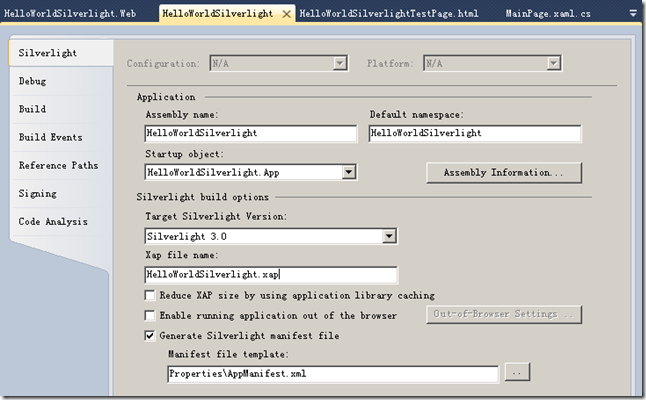 HelloWorldSilverlight.Web HelloWorldSilverlight HelloWorldSilverlightTestPage.html MainPage.xaml.cs
Silverlight
Debug
Build
Build Events
Reference Paths
Signing
Code Analysis
Configuration: N/A Platform: N/A
Application
Assembly name: Default namespace:
HelloWorldSilverlight HelloWorldSilverlight
Startup object:
HelloWorldSilverlight.App Assembly Information...
Silverlight build options
Target Silverlight Version:
Silverlight 3.0
Xap file name:
HelloWorldSilverlight.xap
Reduce XAP size by using application library caching
Enable running application out of the browser Out-of-Browser Settings ..
Generate Silverlight manifest file
Manifest file template:
Properties\AppManifest.xml ..